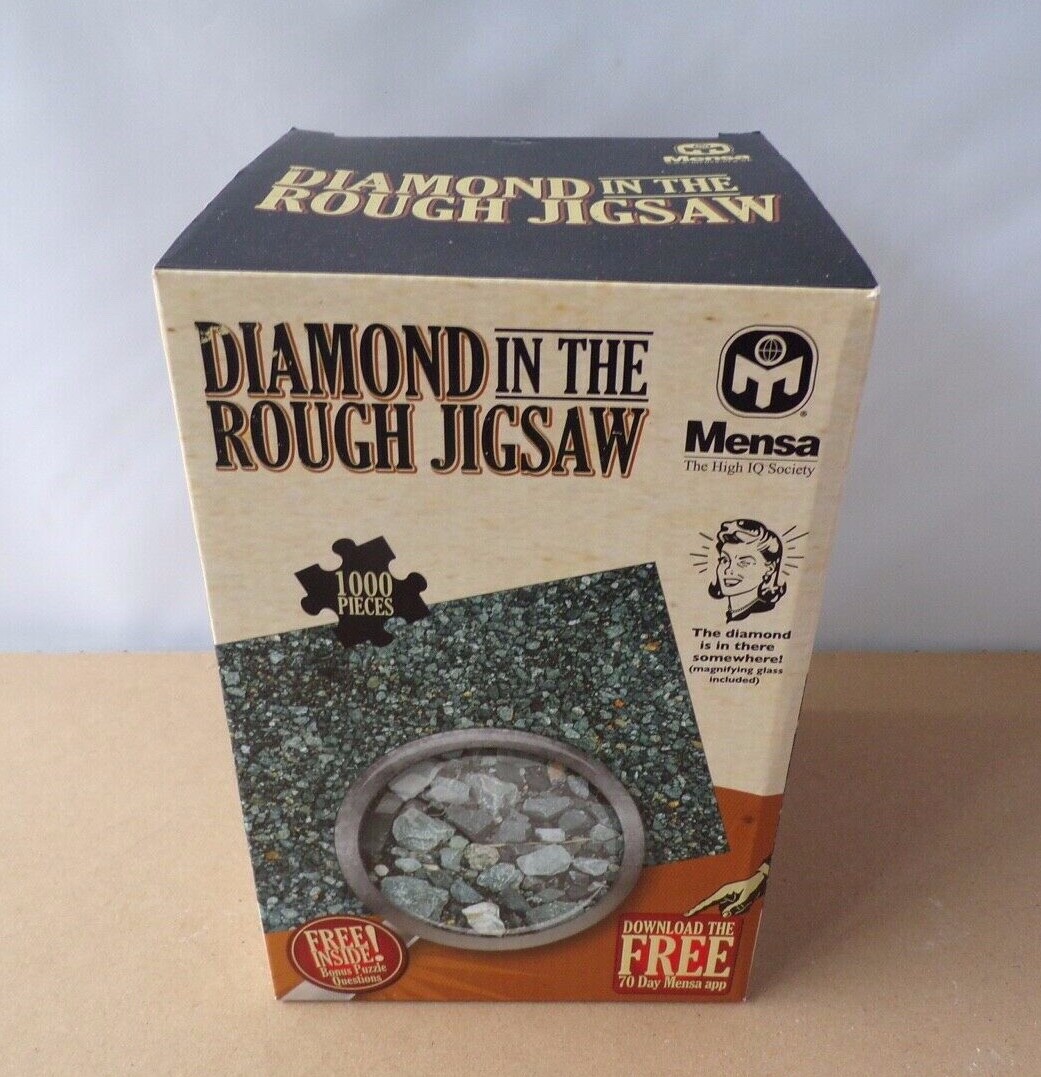 Mensa
DIAMOND IN THE
ROUGH JIGSAW
DIAMOND IN THE
ROUGH JIGSAW
Mensa
The High IQ Society
1000
PIECES
The diamond
is in there
somewhere!
(magnifying glass
included)
FREE!
INSIDE!
Bonus Puzzle
Questions
DOWNLOAD THE
FREE
70 Day Mensa app